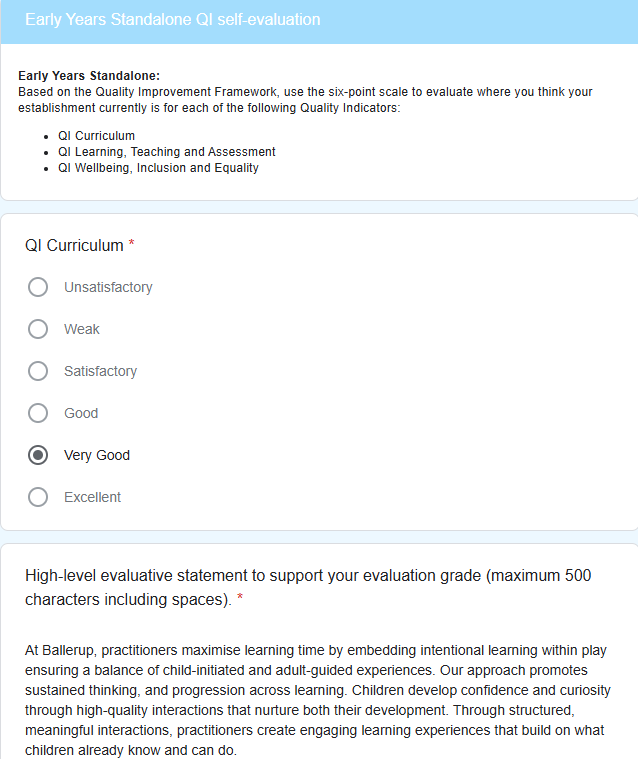 Early Years Standalone QI self-evaluation
Early Years Standalone:
Based on the Quality Improvement Framework, use the six-point scale to evaluate where you think your
establishment currently is for each of the following Quality Indicators:
QI Curriculum
QI Learning, Teaching and Assessment
QI Wellbeing, Inclusion and Equality
QI Curriculum *
Unsatisfactory
Weak
Satisfactory
Good
Very Good
Excellent
High-level evaluative statement to support your evaluation grade (maximum 500
characters including spaces). *
At Ballerup, practitioners maximise learning time by embedding intentional learning within play
ensuring a balance of child-initiated and adult-guided experiences. Our approach promotes
sustained thinking, and progression across learning. Children develop confidence and curiosity
through high-quality interactions that nurture both their development. Through structured,
meaningful interactions, practitioners create engaging learning experiences that build on what
children already know and can do.